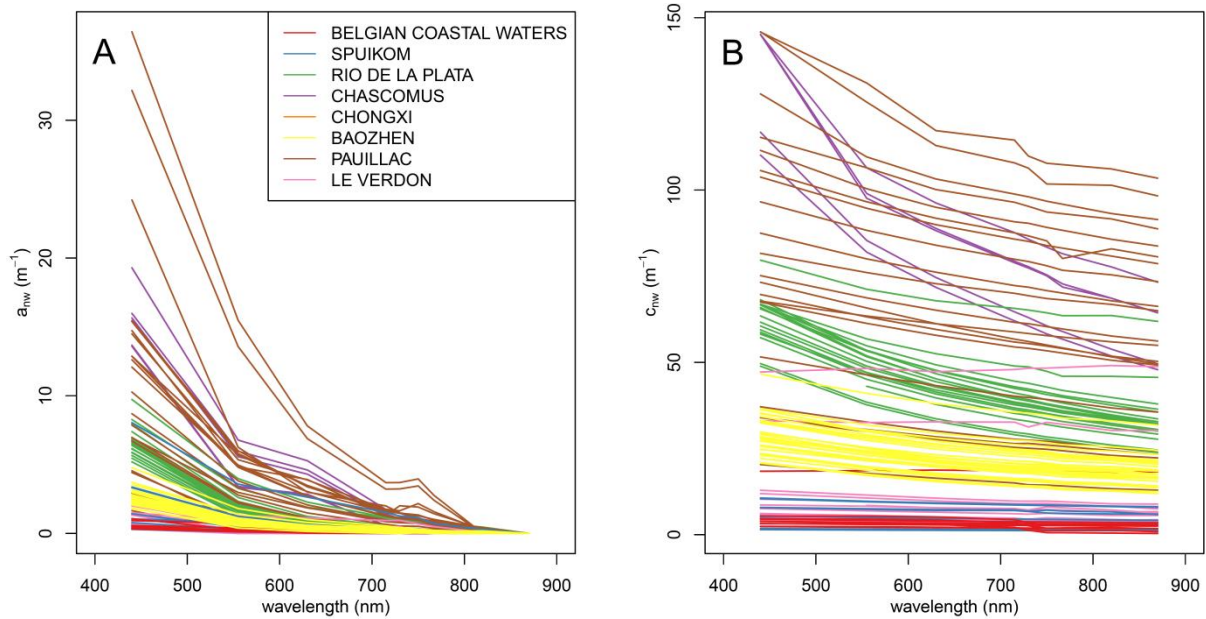 A
BELGIAN COASTAL WATERS
SPUIKOM
RIO DE LA PLATA
CHASCOMUS
CHONGXI
BAOZHEN
PAUILLAC
LE VERDON
0 10 20 30
a_nw (m⁻¹)
400 500 600 700 800 900
wavelength (nm)
B
0 50 100 150
c_nw (m⁻¹)
400 500 600 700 800 900
wavelength (nm)